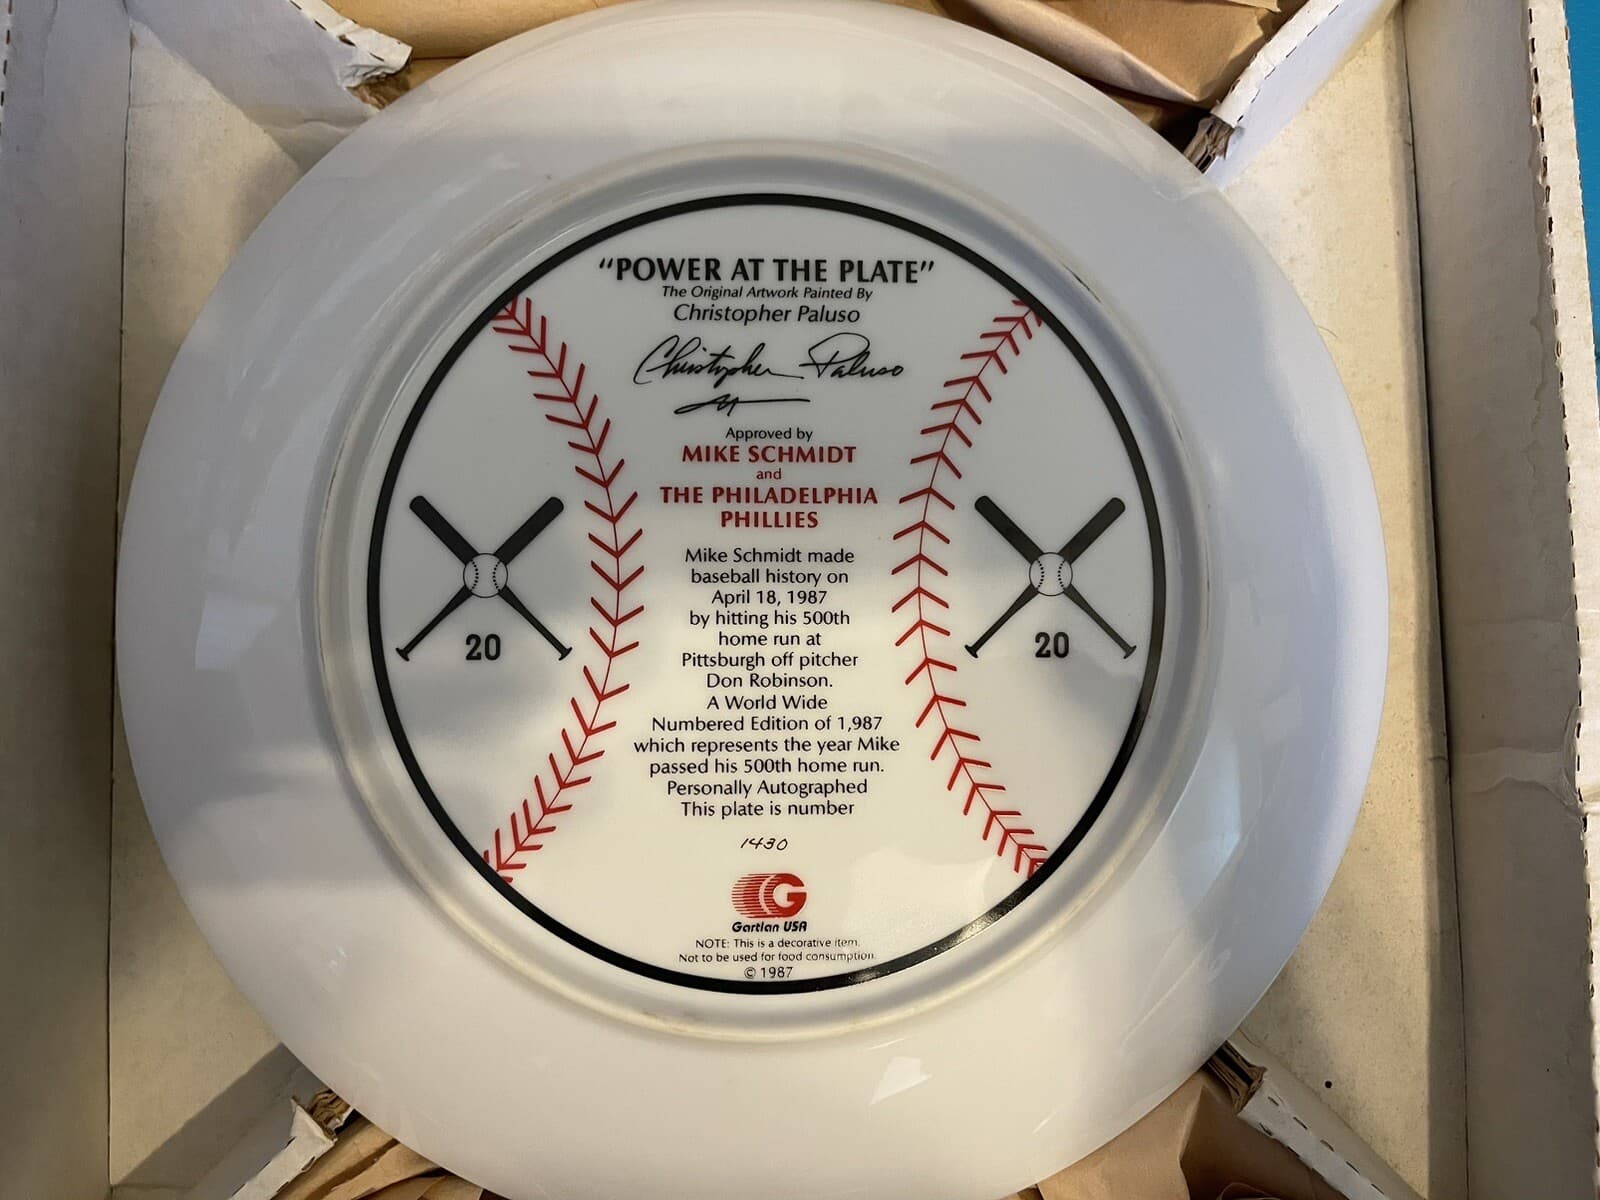 "POWER AT THE PLATE"
The Original Artwork Painted By
Christopher Paluso
Christopher Paluso
Approved by
MIKE SCHMIDT
and
THE PHILADELPHIA
PHILLIES
Mike Schmidt made
baseball history on
April 18, 1987
by hitting his 500th
home run at
Pittsburgh off pitcher
Don Robinson.
A World Wide
Numbered Edition of 1,987
which represents the year Mike
passed his 500th home run.
Personally Autographed
This plate is number
1430
20
20
G
Gartlan USA
NOTE: This is a decorative item.
Not to be used for food consumption.
© 1987